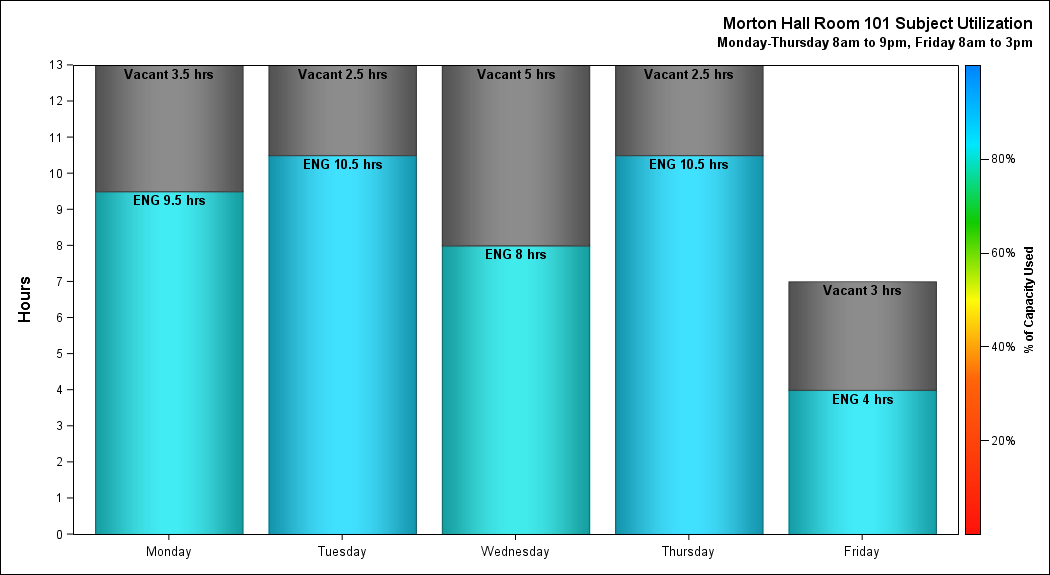 Morton Hall Room 101 Subject Utilization
Monday-Thursday 8am to 9pm, Friday 8am to 3pm
Hours
13
12
11
10
9
8
7
6
5
4
3
2
1
0
Vacant 3.5 hrs
ENG 9.5 hrs
Vacant 2.5 hrs
ENG 10.5 hrs
Vacant 5 hrs
ENG 8 hrs
Vacant 2.5 hrs
ENG 10.5 hrs
Vacant 3 hrs
ENG 4 hrs
Monday
Tuesday
Wednesday
Thursday
Friday
80%
60%
40%
20%
% of Capacity Used